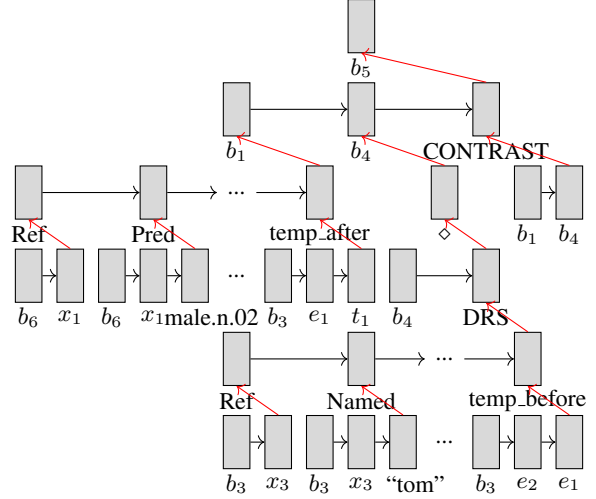 b5
b1 b4 CONTRAST
Ref Pred ... temp_after ◇ b1 b4
b6 x1 b6 x1 male.n.02 ... b3 e1 t1 b4 DRS
Ref Named ... temp_before
b3 x3 b3 x3 “tom” ... b3 e2 e1